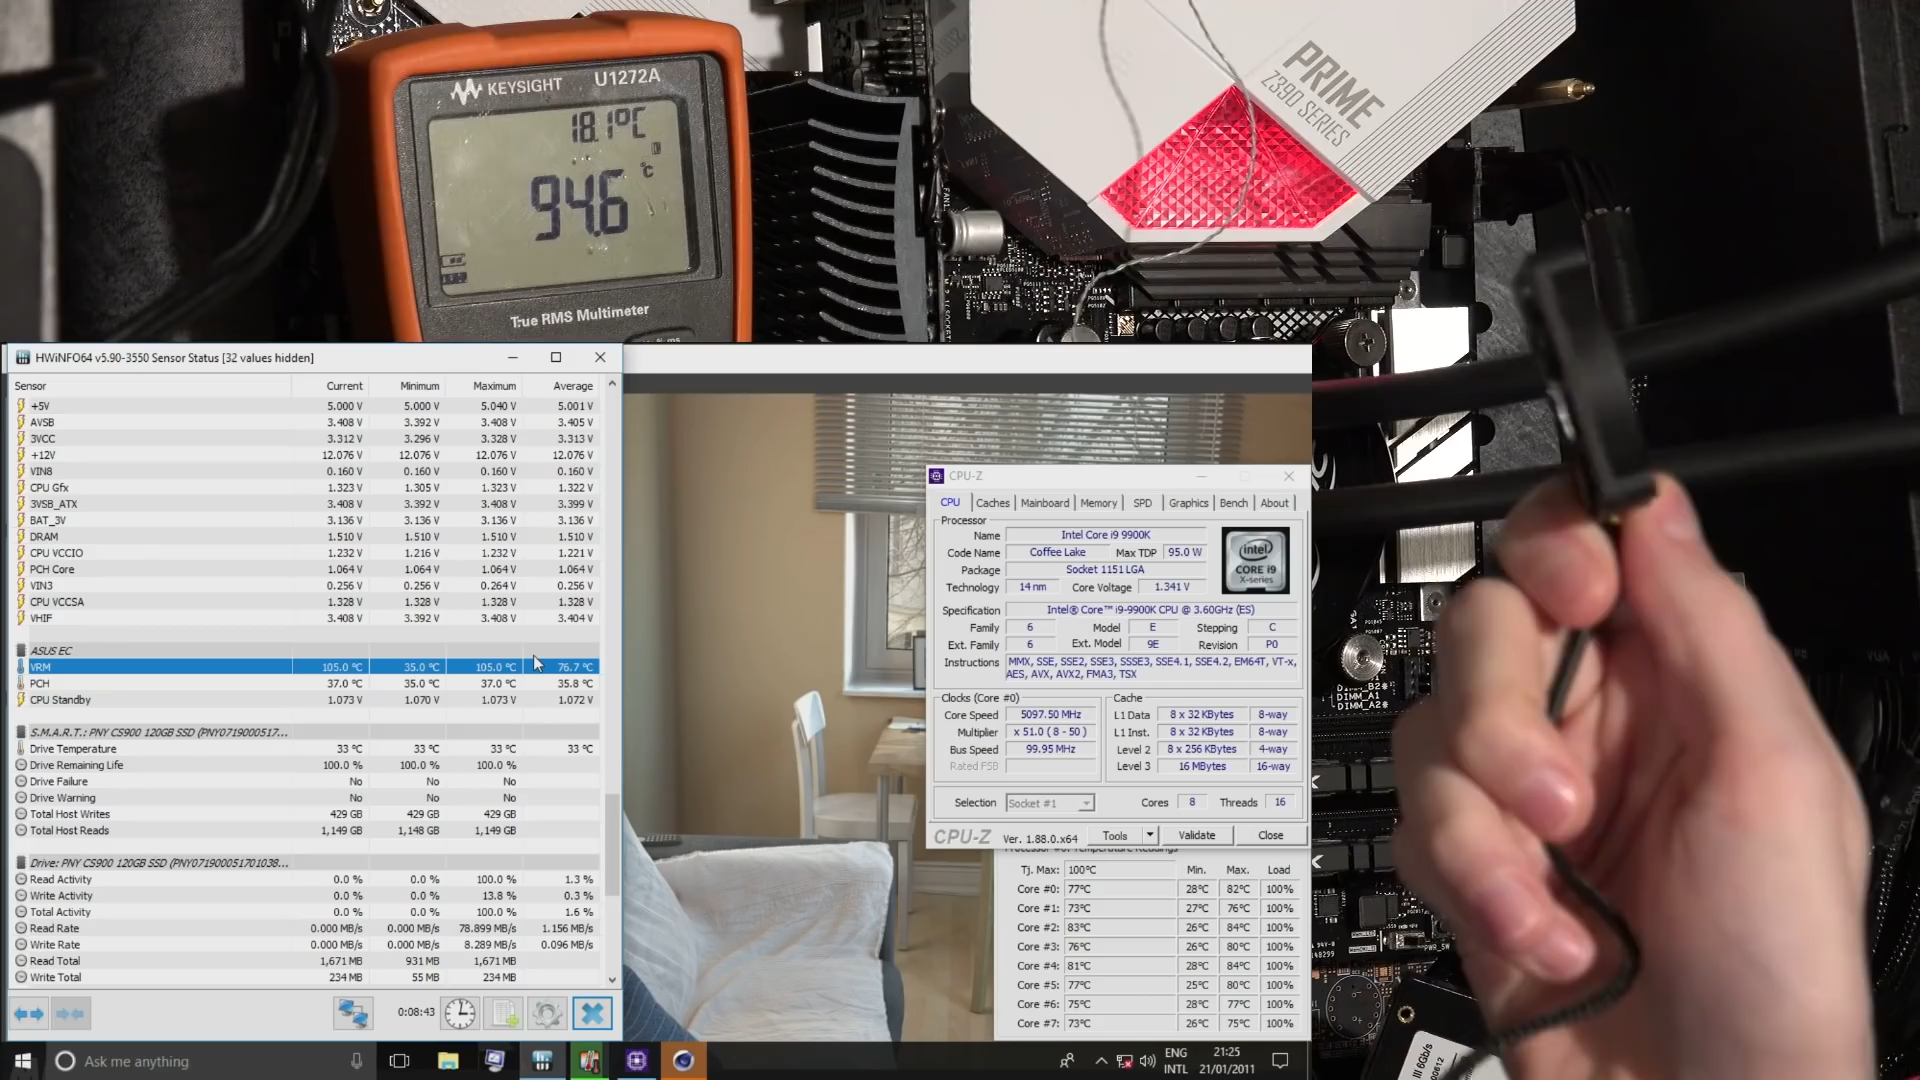 KEYSIGHT U1272A
18.1°C
94.6 °C
True RMS Multimeter
PRIME
Z390 SERIES
FAN1
HWiNFO64 v5.90-3550 Sensor Status [32 values hidden]
Sensor Current Minimum Maximum Average
+5V 5.000 V 5.000 V 5.040 V 5.001 V
AVSB 3.408 V 3.392 V 3.408 V 3.405 V
3VCC 3.312 V 3.296 V 3.328 V 3.313 V
+12V 12.076 V 12.076 V 12.076 V 12.076 V
VIN8 0.160 V 0.160 V 0.160 V 0.160 V
CPU Gfx 1.323 V 1.305 V 1.323 V 1.322 V
3VSB_ATX 3.408 V 3.392 V 3.408 V 3.399 V
BAT_3V 3.136 V 3.136 V 3.136 V 3.136 V
DRAM 1.510 V 1.510 V 1.510 V 1.510 V
CPU VCCIO 1.232 V 1.216 V 1.232 V 1.221 V
PCH Core 1.064 V 1.064 V 1.064 V 1.064 V
VIN3 0.256 V 0.256 V 0.264 V 0.256 V
CPU VCCSA 1.328 V 1.328 V 1.328 V 1.328 V
VHIF 3.408 V 3.392 V 3.408 V 3.404 V
ASUS EC
VRM 105.0 °C 35.0 °C 105.0 °C 76.7 °C
PCH 37.0 °C 35.0 °C 37.0 °C 35.8 °C
CPU Standby 1.073 V 1.070 V 1.073 V 1.072 V
S.M.A.R.T.: PNY CS900 120GB SSD (PNY0719000517...
Drive Temperature 33 °C 33 °C 33 °C 33 °C
Drive Remaining Life 100.0 % 100.0 % 100.0 %
Drive Failure No No No
Drive Warning No No No
Total Host Writes 429 GB 429 GB 429 GB
Total Host Reads 1,149 GB 1,148 GB 1,149 GB
Drive: PNY CS900 120GB SSD (PNY071900051701038...
Read Activity 0.0 % 0.0 % 100.0 % 1.3 %
Write Activity 0.0 % 0.0 % 13.8 % 0.3 %
Total Activity 0.0 % 0.0 % 100.0 % 1.6 %
Read Rate 0.000 MB/s 0.000 MB/s 78.899 MB/s 1.156 MB/s
Write Rate 0.000 MB/s 0.000 MB/s 8.289 MB/s 0.096 MB/s
Read Total 1,671 MB 931 MB 1,671 MB
Write Total 234 MB 55 MB 234 MB
0:08:43
CPU-Z
CPU Caches Mainboard Memory SPD Graphics Bench About
Processor
Name Intel Core i9 9900K
Code Name Coffee Lake Max TDP 95.0 W
Package Socket 1151 LGA
Technology 14 nm Core Voltage 1.341 V
intel CORE i9 X-series
Specification Intel® Core™ i9-9900K CPU @ 3.60GHz (ES)
Family 6 Model E Stepping C
Ext. Family 6 Ext. Model 9E Revision P0
Instructions MMX, SSE, SSE2, SSE3, SSSE3, SSE4.1, SSE4.2, EM64T, VT-x,
AES, AVX, AVX2, FMA3, TSX
Clocks (Core #0) Cache
Core Speed 5097.50 MHz L1 Data 8 x 32 KBytes 8-way
Multiplier x 51.0 ( 8 - 50 ) L1 Inst. 8 x 32 KBytes 8-way
Bus Speed 99.95 MHz Level 2 8 x 256 KBytes 4-way
Rated FSB Level 3 16 MBytes 16-way
Selection Socket #1 Cores 8 Threads 16
CPU-Z Ver. 1.88.0.x64 Tools Validate Close
Processor #0: Temperature Readings
Tj. Max: 100°C Min. Max. Load
Core #0: 77°C 28°C 82°C 100%
Core #1: 73°C 27°C 76°C 100%
Core #2: 83°C 26°C 84°C 100%
Core #3: 76°C 26°C 80°C 100%
Core #4: 81°C 28°C 84°C 100%
Core #5: 77°C 25°C 80°C 100%
Core #6: 75°C 28°C 77°C 100%
Core #7: 73°C 26°C 75°C 100%
Ask me anything
ENG
INTL
21:25
21/01/2011
DIMM_B2*
DIMM_A1
DIMM_A2*
VGA
III 6Gb/s